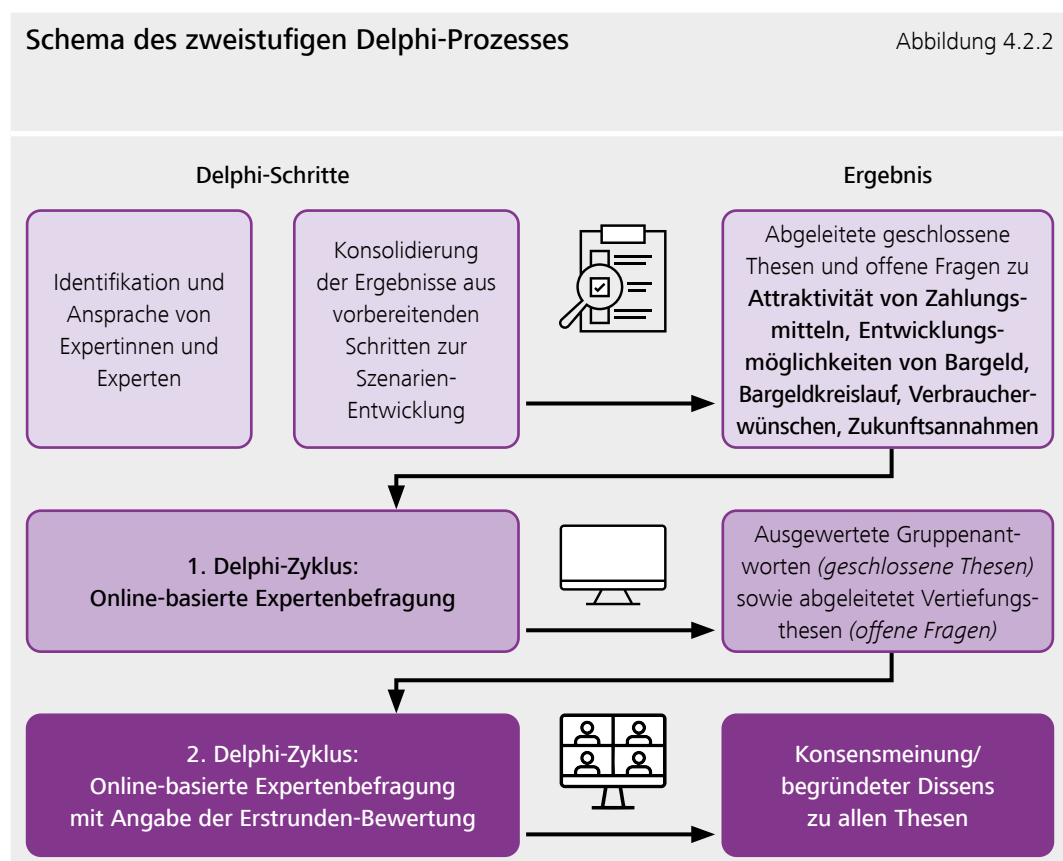 Schema des zweistufigen Delphi-Prozesses
Abbildung 4.2.2
Delphi-Schritte
Ergebnis
Identifikation und
Ansprache von
Expertinnen und
Experten
Konsolidierung
der Ergebnisse aus
vorbereitenden
Schritten zur
Szenarien-
Entwicklung
Abgeleitete geschlossene
Thesen und offene Fragen zu
Attraktivität von Zahlungs-
mitteln, Entwicklungs-
möglichkeiten von Bargeld,
Bargeldkreislauf, Verbraucher-
wünschen, Zukunftsannahmen
1. Delphi-Zyklus:
Online-basierte Expertenbefragung
Ausgewertete Gruppenant-
worten (geschlossene Thesen)
sowie abgeleitetet Vertiefungs-
thesen (offene Fragen)
2. Delphi-Zyklus:
Online-basierte Expertenbefragung
mit Angabe der Erstrunden-Bewertung
Konsensmeinung/
begründeter Dissens
zu allen Thesen